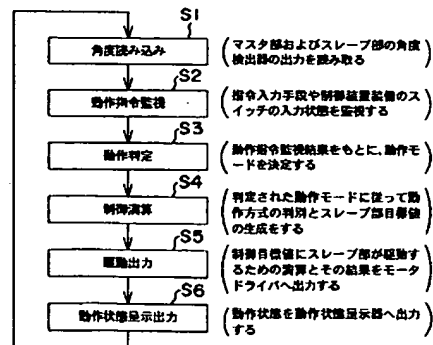 S1
角度読み込み
マスタ部およびスレーブ部の角度
検出器の出力を読み取る
S2
動作指令監視
指令入力手段や制御装置装備のス
イッチの入力状態を監視する
S3
動作判定
動作指令監視結果をもとに、動作モ
ードを決定する
S4
制御演算
判定された動作モードに従って動
作方式の判別とスレーブ部目標値
の生成をする
S5
駆動出力
制御目標値にスレーブ部が駆動す
るための演算とその結果をモータ
ドライバへ出力する
S6
動作状態呈示出力
動作状態を動作状態呈示器へ出力
する